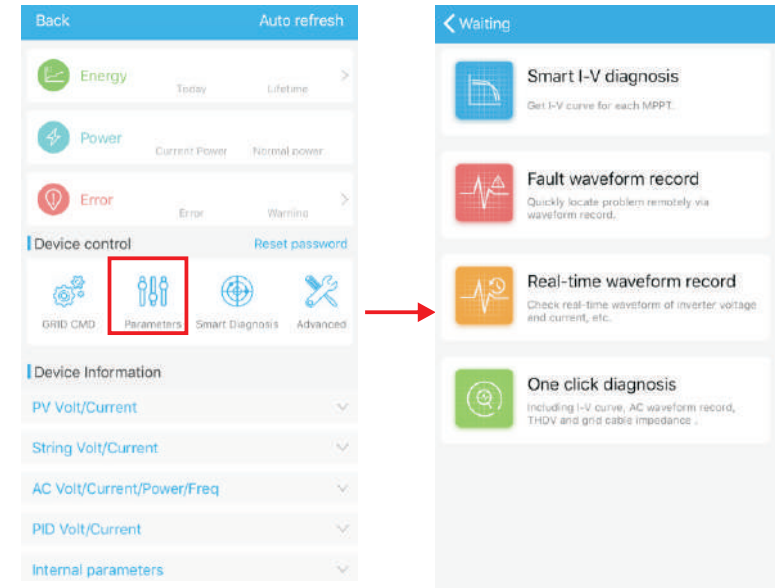 Back
Auto refresh
Energy
Today
Lifetime
Power
Current Power
Normal power
Error
Error
Warning
Device control
Reset password
GRID CMD
Parameters
Smart Diagnosis
Advanced
Device Information
PV Volt/Current
String Volt/Current
AC Volt/Current/Power/Freq
PID Volt/Current
Internal parameters
Waiting
Smart I-V diagnosis
Get I-V curve for each MPPT.
Fault waveform record
Quickly locate problem remotely via
waveform record.
Real-time waveform record
Check real-time waveform of inverter voltage
and current, etc.
One click diagnosis
Including I-V curve, AC waveform record,
THDV and grid cable impedance .